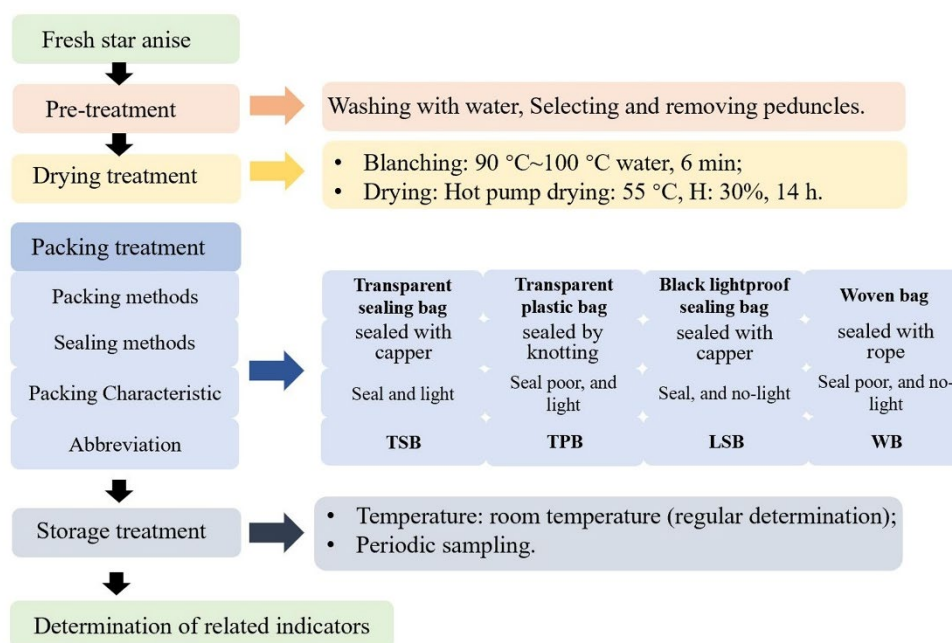 Fresh star anise
Pre-treatment
Washing with water, Selecting and removing peduncles.
Drying treatment
• Blanching: 90 °C~100 °C water, 6 min;
• Drying: Hot pump drying: 55 °C, H: 30%, 14 h.
Packing treatment
Packing methods
Transparent
sealing bag
Transparent
plastic bag
Black lightproof
sealing bag
Woven bag
Sealing methods
sealed with
capper
sealed by
knotting
sealed with
capper
sealed with
rope
Packing Characteristic
Seal and light
Seal poor, and
light
Seal, and no-light
Seal poor, and no-
light
Abbreviation
TSB
TPB
LSB
WB
Storage treatment
• Temperature: room temperature (regular determination);
• Periodic sampling.
Determination of related indicators